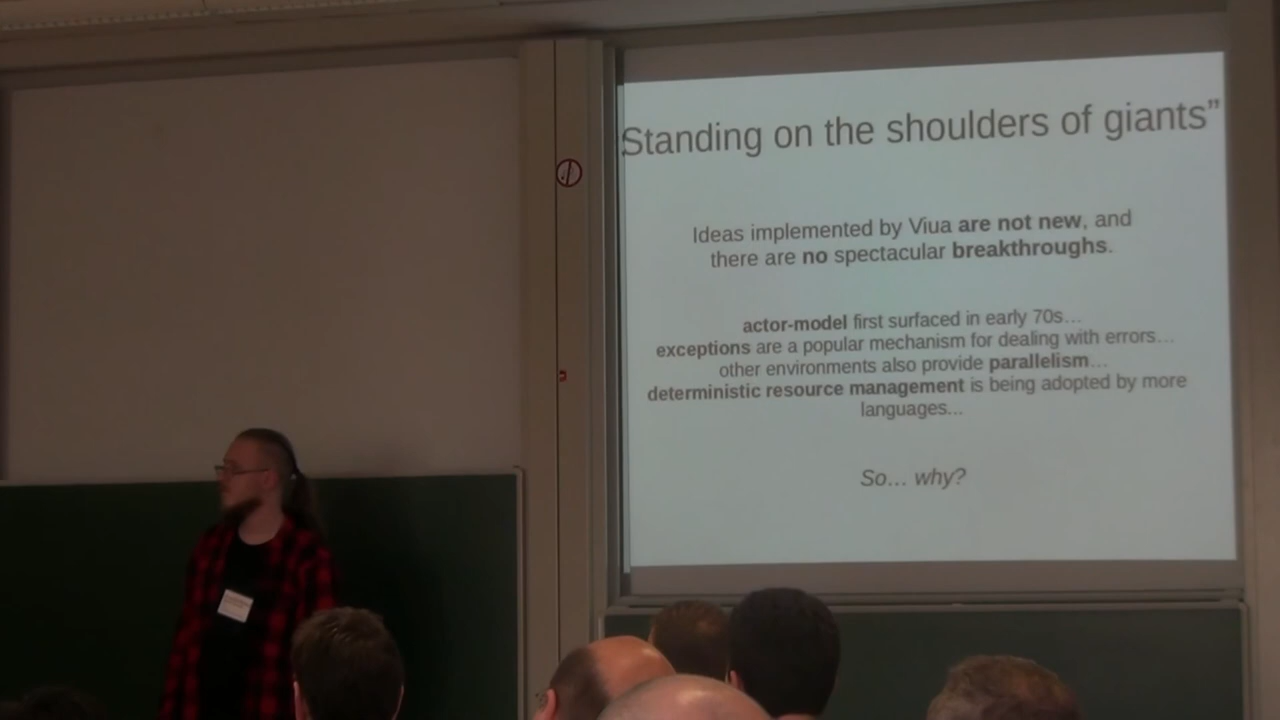 Standing on the shoulders of giants”
Ideas implemented by Viua are not new, and
there are no spectacular breakthroughs.
actor-model first surfaced in early 70s…
exceptions are a popular mechanism for dealing with errors…
other environments also provide parallelism…
deterministic resource management is being adopted by more
languages...
So… why?